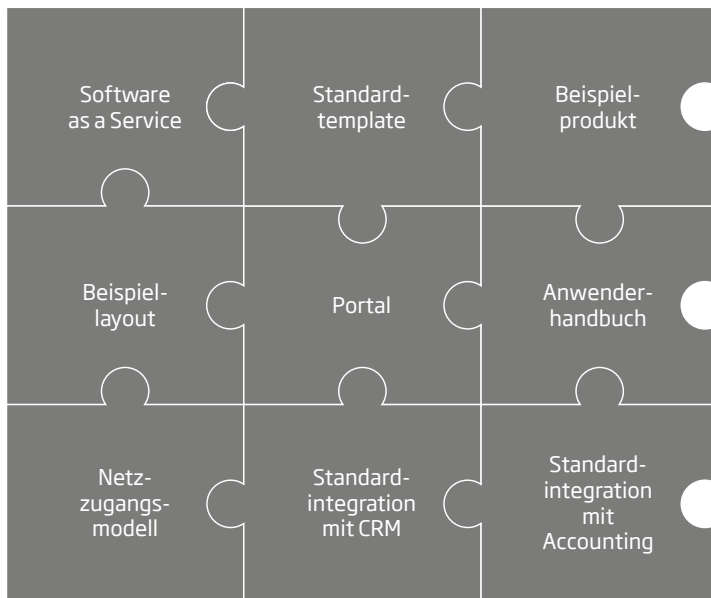 Software
as a Service
Standard-
template
Beispiel-
produkt
Beispiel-
layout
Portal
Anwender-
handbuch
Netz-
zugangs-
modell
Standard-
integration
mit CRM
Standard-
integration
mit
Accounting